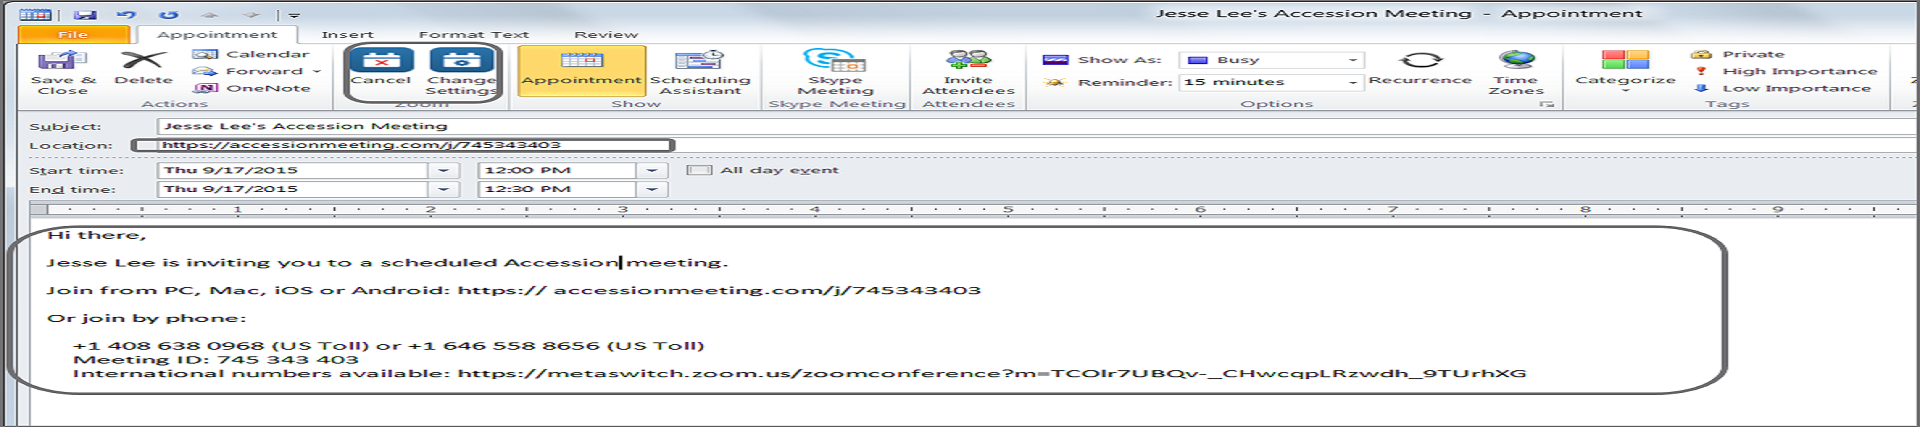 Jesse Lee's Accession Meeting - Appointment
File Appointment Insert Format Text Review
Save & Close
Delete
Calendar
Forward
OneNote
Actions
Cancel
Change Settings
Zoom
Appointment
Scheduling Assistant
Show
Skype Meeting
Skype Meeting
Invite Attendees
Attendees
Show As: Busy
Reminder: 15 minutes
Recurrence
Time Zones
Options
Categorize
Private
High Importance
Low Importance
Tags
Subject: Jesse Lee's Accession Meeting
Location: https://accessionmeeting.com/j/745343403
Start time: Thu 9/17/2015 12:00 PM All day event
End time: Thu 9/17/2015 12:30 PM
1 2 3 4 5 6 7 8 9
Hi there,
Jesse Lee is inviting you to a scheduled Accession meeting.
Join from PC, Mac, iOS or Android: https:// accessionmeeting.com/j/745343403
Or join by phone:
+1 408 638 0968 (US Toll) or +1 646 558 8656 (US Toll)
Meeting ID: 745 343 403
International numbers available: https://metaswitch.zoom.us/zoomconference?m=TCOlr7UBQv-_CHwcqpLRzwdh_9TUrhXG